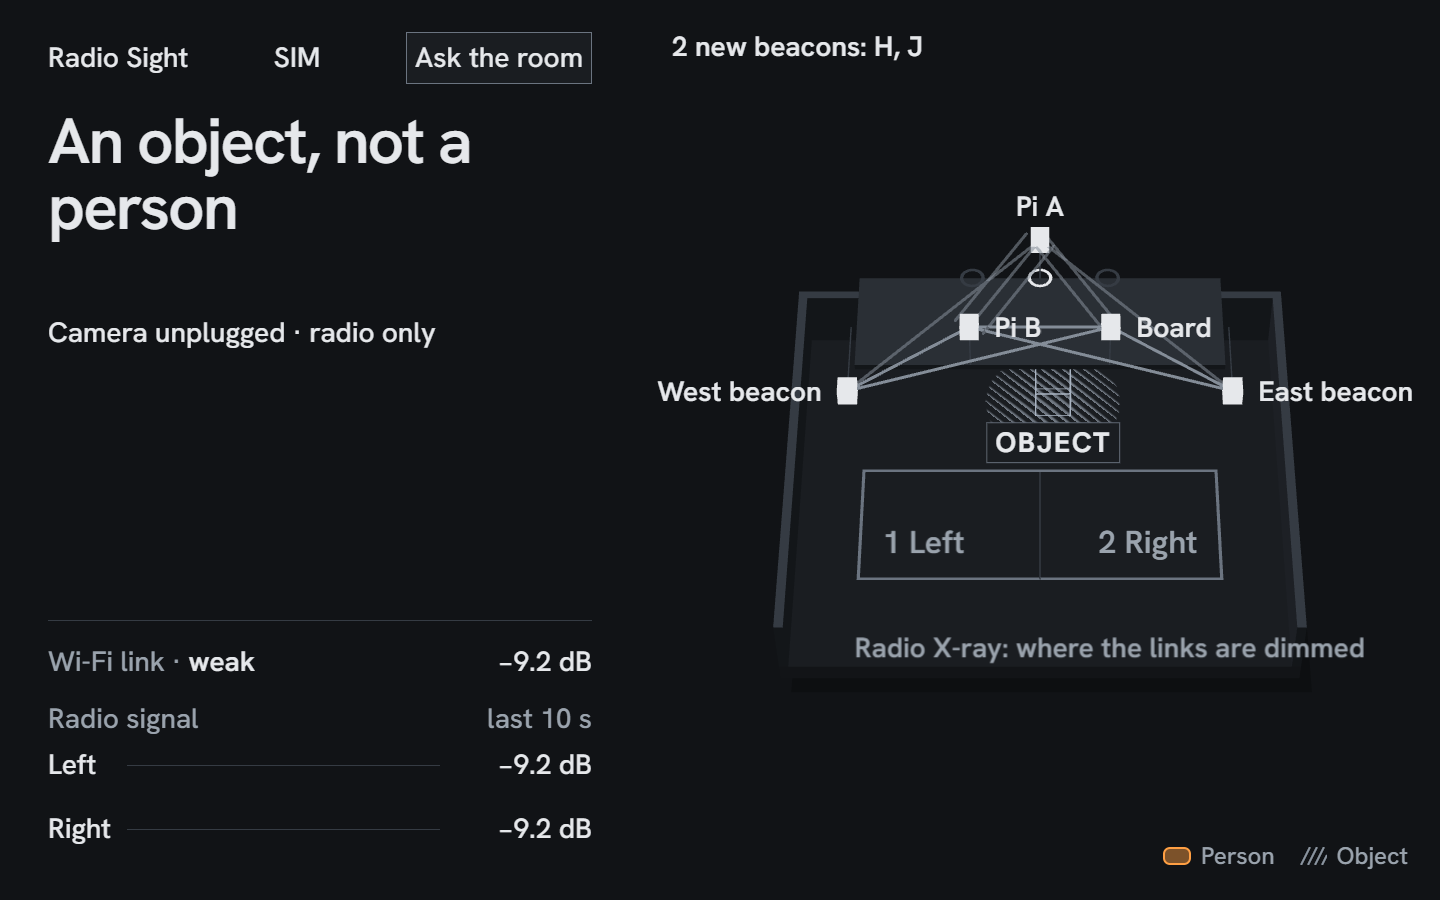 Radio Sight
SIM
Ask the room
An object, not a
person
Camera unplugged · radio only
Wi-Fi link · weak
−9.2 dB
Radio signal
last 10 s
Left
−9.2 dB
Right
−9.2 dB
2 new beacons: H, J
Pi A
Pi B
Board
West beacon
East beacon
OBJECT
1 Left
2 Right
Radio X-ray: where the links are dimmed
Person
Object